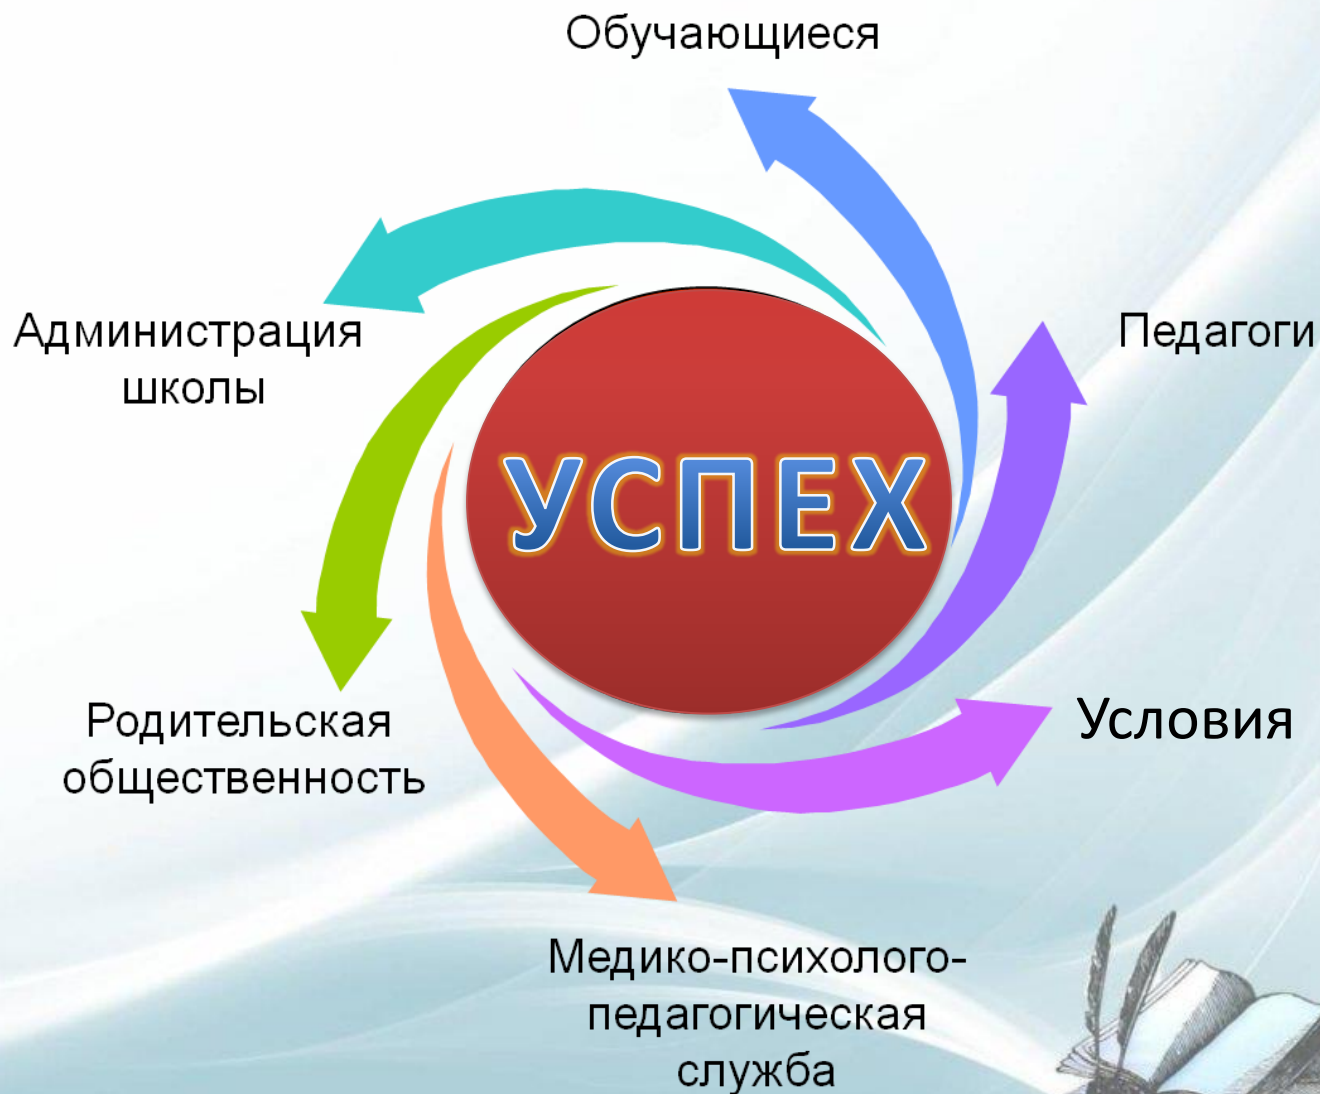 Обучающиеся
Администрация
школы
Педагоги
УСПЕХ
Родительская
общественность
Условия
Медико-психолого-
педагогическая
служба